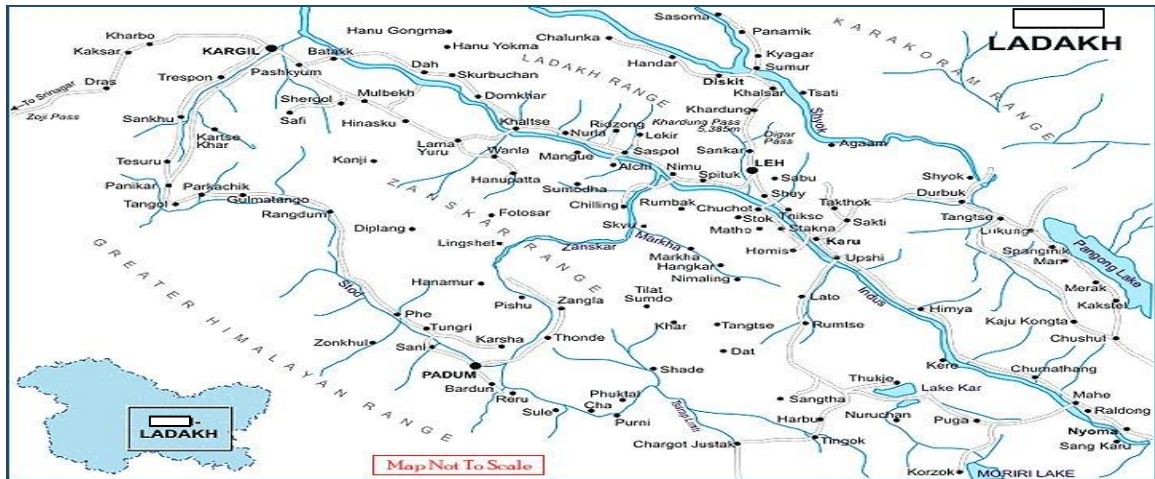 LADAKH
KARAKORAM RANGE
Sasoma
Panamik
Kyagar
Sumur
Hanu Gongma
Hanu Yokma
Chalunka
Handar
Diskit
Khalsar
Tsati
Kharbo
Kaksar
KARGIL
Batakk
Pashkyum
Dah
Skurbuchan
LADAKH RANGE
Dras
Trespon
Shergol
Mulbekh
Domkhar
Khardung
Shyok
To Srinagar
Zoji Pass
Sankhu
Safi
Hinasku
Khaltse
Nurla
Ridzong
Lekir
Khardung Pass
5,385m
Digar
Pass
Kartse
Khar
Lama
Yuru
Wanla
Mangue
Saspol
Sankar
Agaam
Tesuru
Kanji
Alchi
Nimu
LEH
Panikar
Parkachik
Hanupatta
Sumodha
Spituk
Sabu
Shyok
Tangol
Gulmatango
Rangdum
ZANSKAR RANGE
Chilling
Rumbak
Shey
Chuchot
Takthok
Durbuk
Fotosar
Stok
Thikse
Sakti
Tangtse
Diplang
Skyu
Matho
Stakna
Karu
Lukung
Lingshet
Zanskar
Markha
Markha
Hemis
Upshi
Spangmik
Man
Pangong Lake
GREATER HIMALAYAN RANGE
Hangkar
Nimaling
Stod
Hanamur
Tilat
Sumdo
Lato
Indus
Merak
Pishu
Zangla
Himya
Kakstel
Phe
Tungri
Khar
Tangtse
Rumtse
Kaju Kongta
Zonkhul
Sani
Karsha
Thonde
Dat
Chushul
PADUM
Shade
Kere
Bardun
Thukje
Chumathang
Reru
Phuktal
Lake Kar
Sule
Cha
Sangtha
Mahe
Purni
Harbu
Nuruchan
Puga
Raldong
LADAKH
Chargot Justak
Tingok
Nyoma
Sang Karu
Map Not To Scale
Korzok
MORIRI LAKE